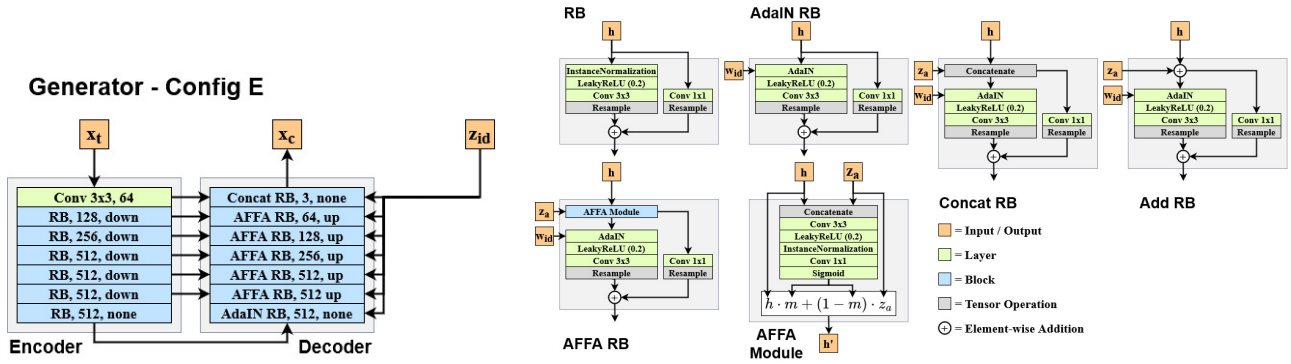 Generator - Config E
x_t
x_c
z_id
Conv 3x3, 64
RB, 128, down
RB, 256, down
RB, 512, down
RB, 512, down
RB, 512, down
RB, 512, none
Encoder
Concat RB, 3, none
AFFA RB, 64, up
AFFA RB, 128, up
AFFA RB, 256, up
AFFA RB, 512, up
AFFA RB, 512 up
AdaIN RB, 512, none
Decoder
RB
h
InstanceNormalization
LeakyReLU (0.2)
Conv 3x3
Resample
Conv 1x1
Resample
AdaIN RB
h
w_id
AdaIN
LeakyReLU (0.2)
Conv 3x3
Resample
Conv 1x1
Resample
h
z_a
Concatenate
w_id
AdaIN
LeakyReLU (0.2)
Conv 3x3
Resample
Conv 1x1
Resample
Concat RB
h
z_a
w_id
AdaIN
LeakyReLU (0.2)
Conv 3x3
Resample
Conv 1x1
Resample
Add RB
h
z_a
AFFA Module
w_id
AdaIN
LeakyReLU (0.2)
Conv 3x3
Resample
Conv 1x1
Resample
AFFA RB
h
z_a
Concatenate
Conv 3x3
LeakyReLU (0.2)
InstanceNormalization
Conv 1x1
Sigmoid
h · m + (1 − m) · z_a
AFFA
Module
h'
= Input / Output
= Layer
= Block
= Tensor Operation
= Element-wise Addition